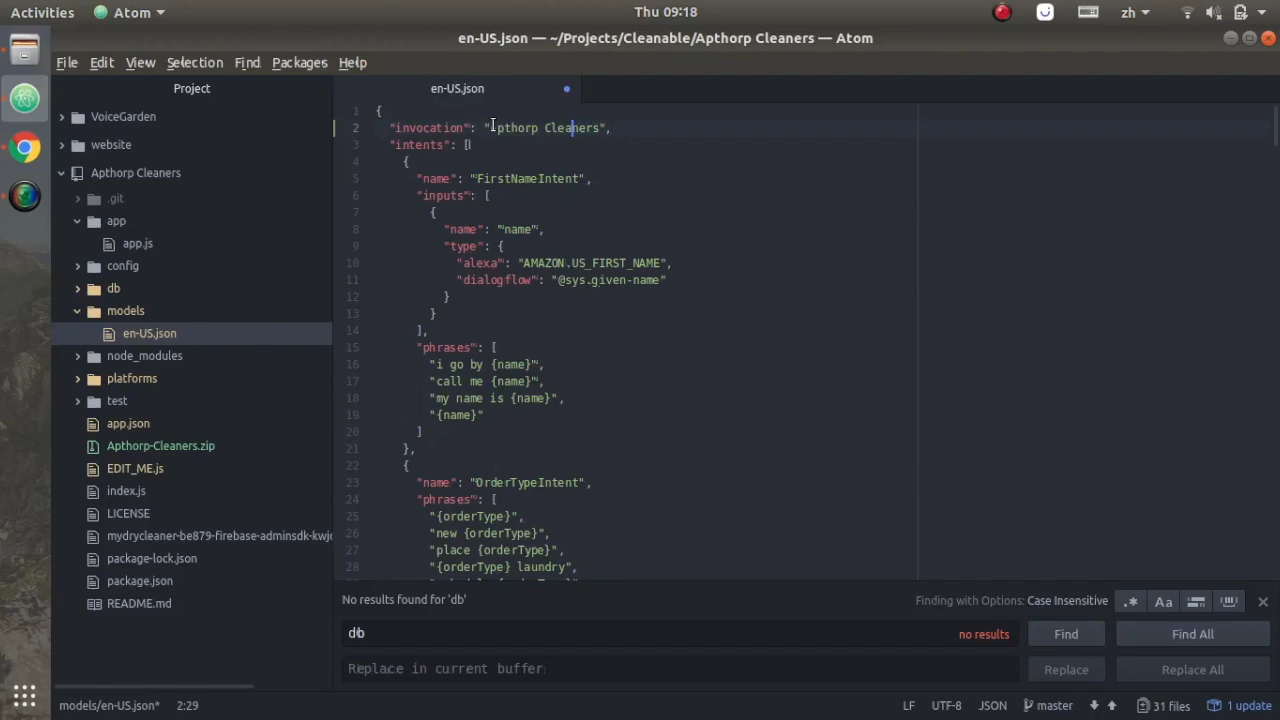 Activities Atom Thu 09:18 zh
en-US.json — ~/Projects/Cleanable/Apthorp Cleaners — Atom
File Edit View Selection Find Packages Help
Project
VoiceGarden
website
Apthorp Cleaners
.git
app
app.js
config
db
models
en-US.json
node_modules
platforms
test
app.json
Apthorp-Cleaners.zip
EDIT_ME.js
index.js
LICENSE
mydrycleaner-be879-firebase-adminsdk-kwjc
package-lock.json
package.json
README.md
en-US.json
1 {
2 "invocation": "Apthorp Cleaners",
3 "intents": [
4 {
5 "name": "FirstNameIntent",
6 "inputs": [
7 {
8 "name": "name",
9 "type": {
10 "alexa": "AMAZON.US_FIRST_NAME",
11 "dialogflow": "@sys.given-name"
12 }
13 }
14 ],
15 "phrases": [
16 "i go by {name}",
17 "call me {name}",
18 "my name is {name}",
19 "{name}"
20 ]
21 },
22 {
23 "name": "OrderTypeIntent",
24 "phrases": [
25 "{orderType}",
26 "new {orderType}",
27 "place {orderType}",
28 "{orderType} laundry",
No results found for 'db' Finding with Options: Case Insensitive .* Aa
db no results Find Find All
Replace in current buffer Replace Replace All
models/en-US.json* 2:29 LF UTF-8 JSON master 31 files 1 update